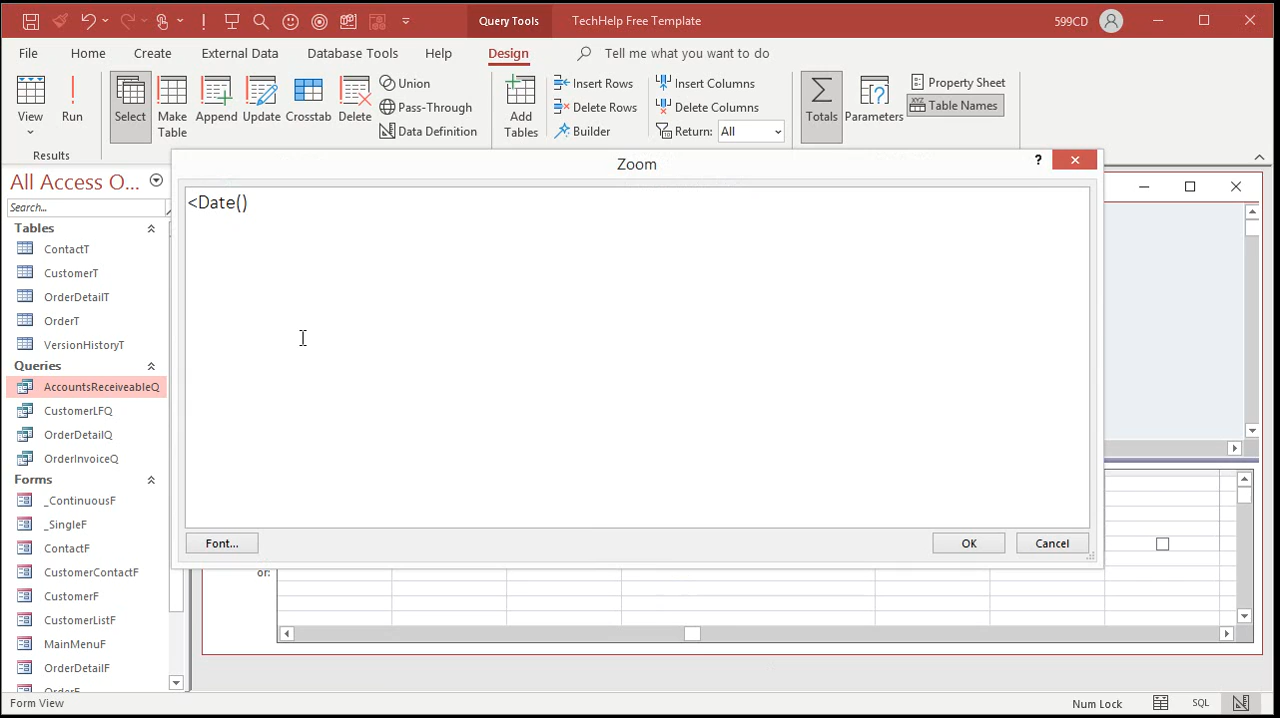 Query Tools
TechHelp Free Template
599CD
File Home Create External Data Database Tools Help Design Tell me what you want to do
View
Run
Select
Make Table
Append
Update
Crosstab
Delete
Union
Pass-Through
Data Definition
Add Tables
Insert Rows
Delete Rows
Builder
Insert Columns
Delete Columns
Return: All
Totals
Parameters
Property Sheet
XYZ Table Names
Results
Zoom
?
All Access O...
Search...
<Date()
Tables
ContactT
CustomerT
OrderDetailT
OrderT
VersionHistoryT
Queries
AccountsReceiveableQ
CustomerLFQ
OrderDetailQ
OrderInvoiceQ
Forms
_ContinuousF
_SingleF
ContactF
CustomerContactF
CustomerF
CustomerListF
MainMenuF
OrderDetailF
OrderF
Font...
OK
Cancel
or:
Form View
Num Lock
SQL